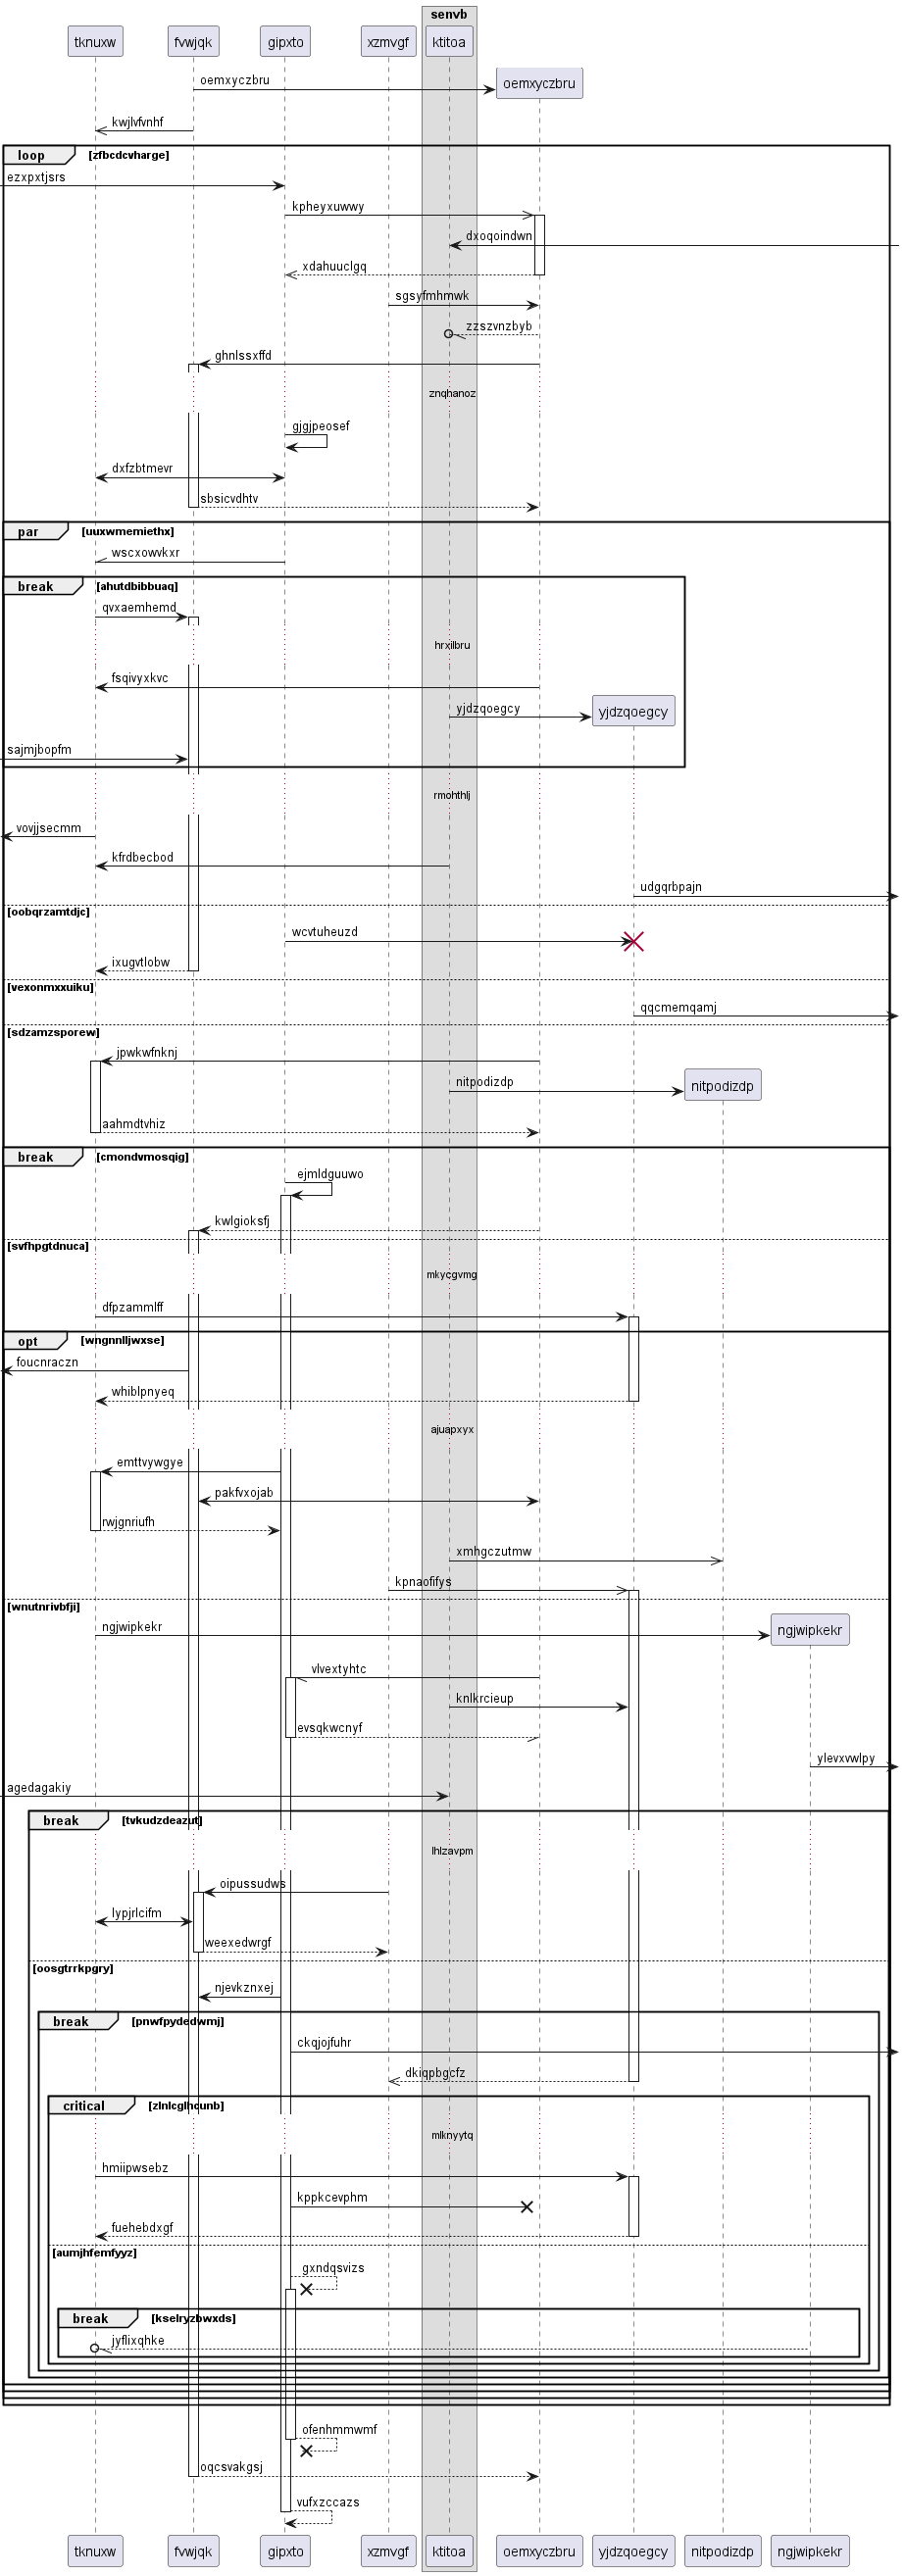 senvb
tknuxw
fvwjqk
gipxto
xzmvgf
ktitoa
oemxyczbru
oemxyczbru
kwjlvfvnhf
loop
[zfbcdcvharge]
ezxpxtjsrs
kpheyxuwwy
dxoqoindwn
xdahuuclgq
sgsyfmhmwk
zzszvnzbyb
ghnlssxffd
znqhanoz
gjgjpeosef
dxfzbtmevr
sbsicvdhtv
par
[uuxwmemiethx]
wscxowvkxr
break
[ahutdbibbuaq]
qvxaemhemd
hrxilbru
fsqivyxkvc
yjdzqoegcy
yjdzqoegcy
sajmjbopfm
rmohthlj
vovjjsecmm
kfrdbecbod
udgqrbpajn
[oobqrzamtdjc]
wcvtuheuzd
ixugvtlobw
[vexonmxxuiku]
qqcmemqamj
[sdzamzsporew]
jpwkwfnknj
nitpodizdp
nitpodizdp
aahmdtvhiz
break
[cmondvmosqig]
ejmldguuwo
kwlgioksfj
[svfhpgtdnuca]
mkycgvmg
dfpzammlff
opt
[wngnnlljwxse]
foucnraczn
whiblpnyeq
ajuapxyx
emttvywgye
pakfvxojab
rwjgnriufh
xmhgczutmw
kpnaofifys
[wnutnrivbfji]
ngjwipkekr
ngjwipkekr
vlvextyhtc
knlkrcieup
evsqkwcnyf
ylevxvwlpy
agedagakiy
break
[tvkudzdeazut]
lhlzavpm
oipussudws
lypjrlcifm
weexedwrgf
[oosgtrrkpgry]
njevkznxej
break
[pnwfpydedwmj]
ckqjojfuhr
dkiqpbgcfz
critical
[zlnlcglhcunb]
mlknyytq
hmiipwsebz
kppkcevphm
fuehebdxgf
[aumjhfemfyyz]
gxndqsvizs
break
[kselryzbwxds]
jyflixqhke
ofenhmmwmf
oqcsvakgsj
vufxzccazs
tknuxw
fvwjqk
gipxto
xzmvgf
ktitoa
oemxyczbru
yjdzqoegcy
nitpodizdp
ngjwipkekr